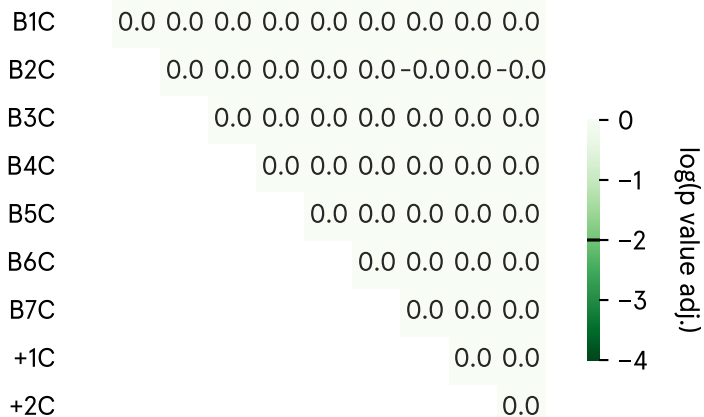 B1C 0.0 0.0 0.0 0.0 0.0 0.0 0.0 0.0 0.0
B2C 0.0 0.0 0.0 0.0 0.0 -0.0 0.0 -0.0
B3C 0.0 0.0 0.0 0.0 0.0 0.0 0.0
B4C 0.0 0.0 0.0 0.0 0.0 0.0
B5C 0.0 0.0 0.0 0.0 0.0
B6C 0.0 0.0 0.0 0.0
B7C 0.0 0.0 0.0
+1C 0.0 0.0
+2C 0.0
0
−1
−2
−3
−4
log(p value adj.)